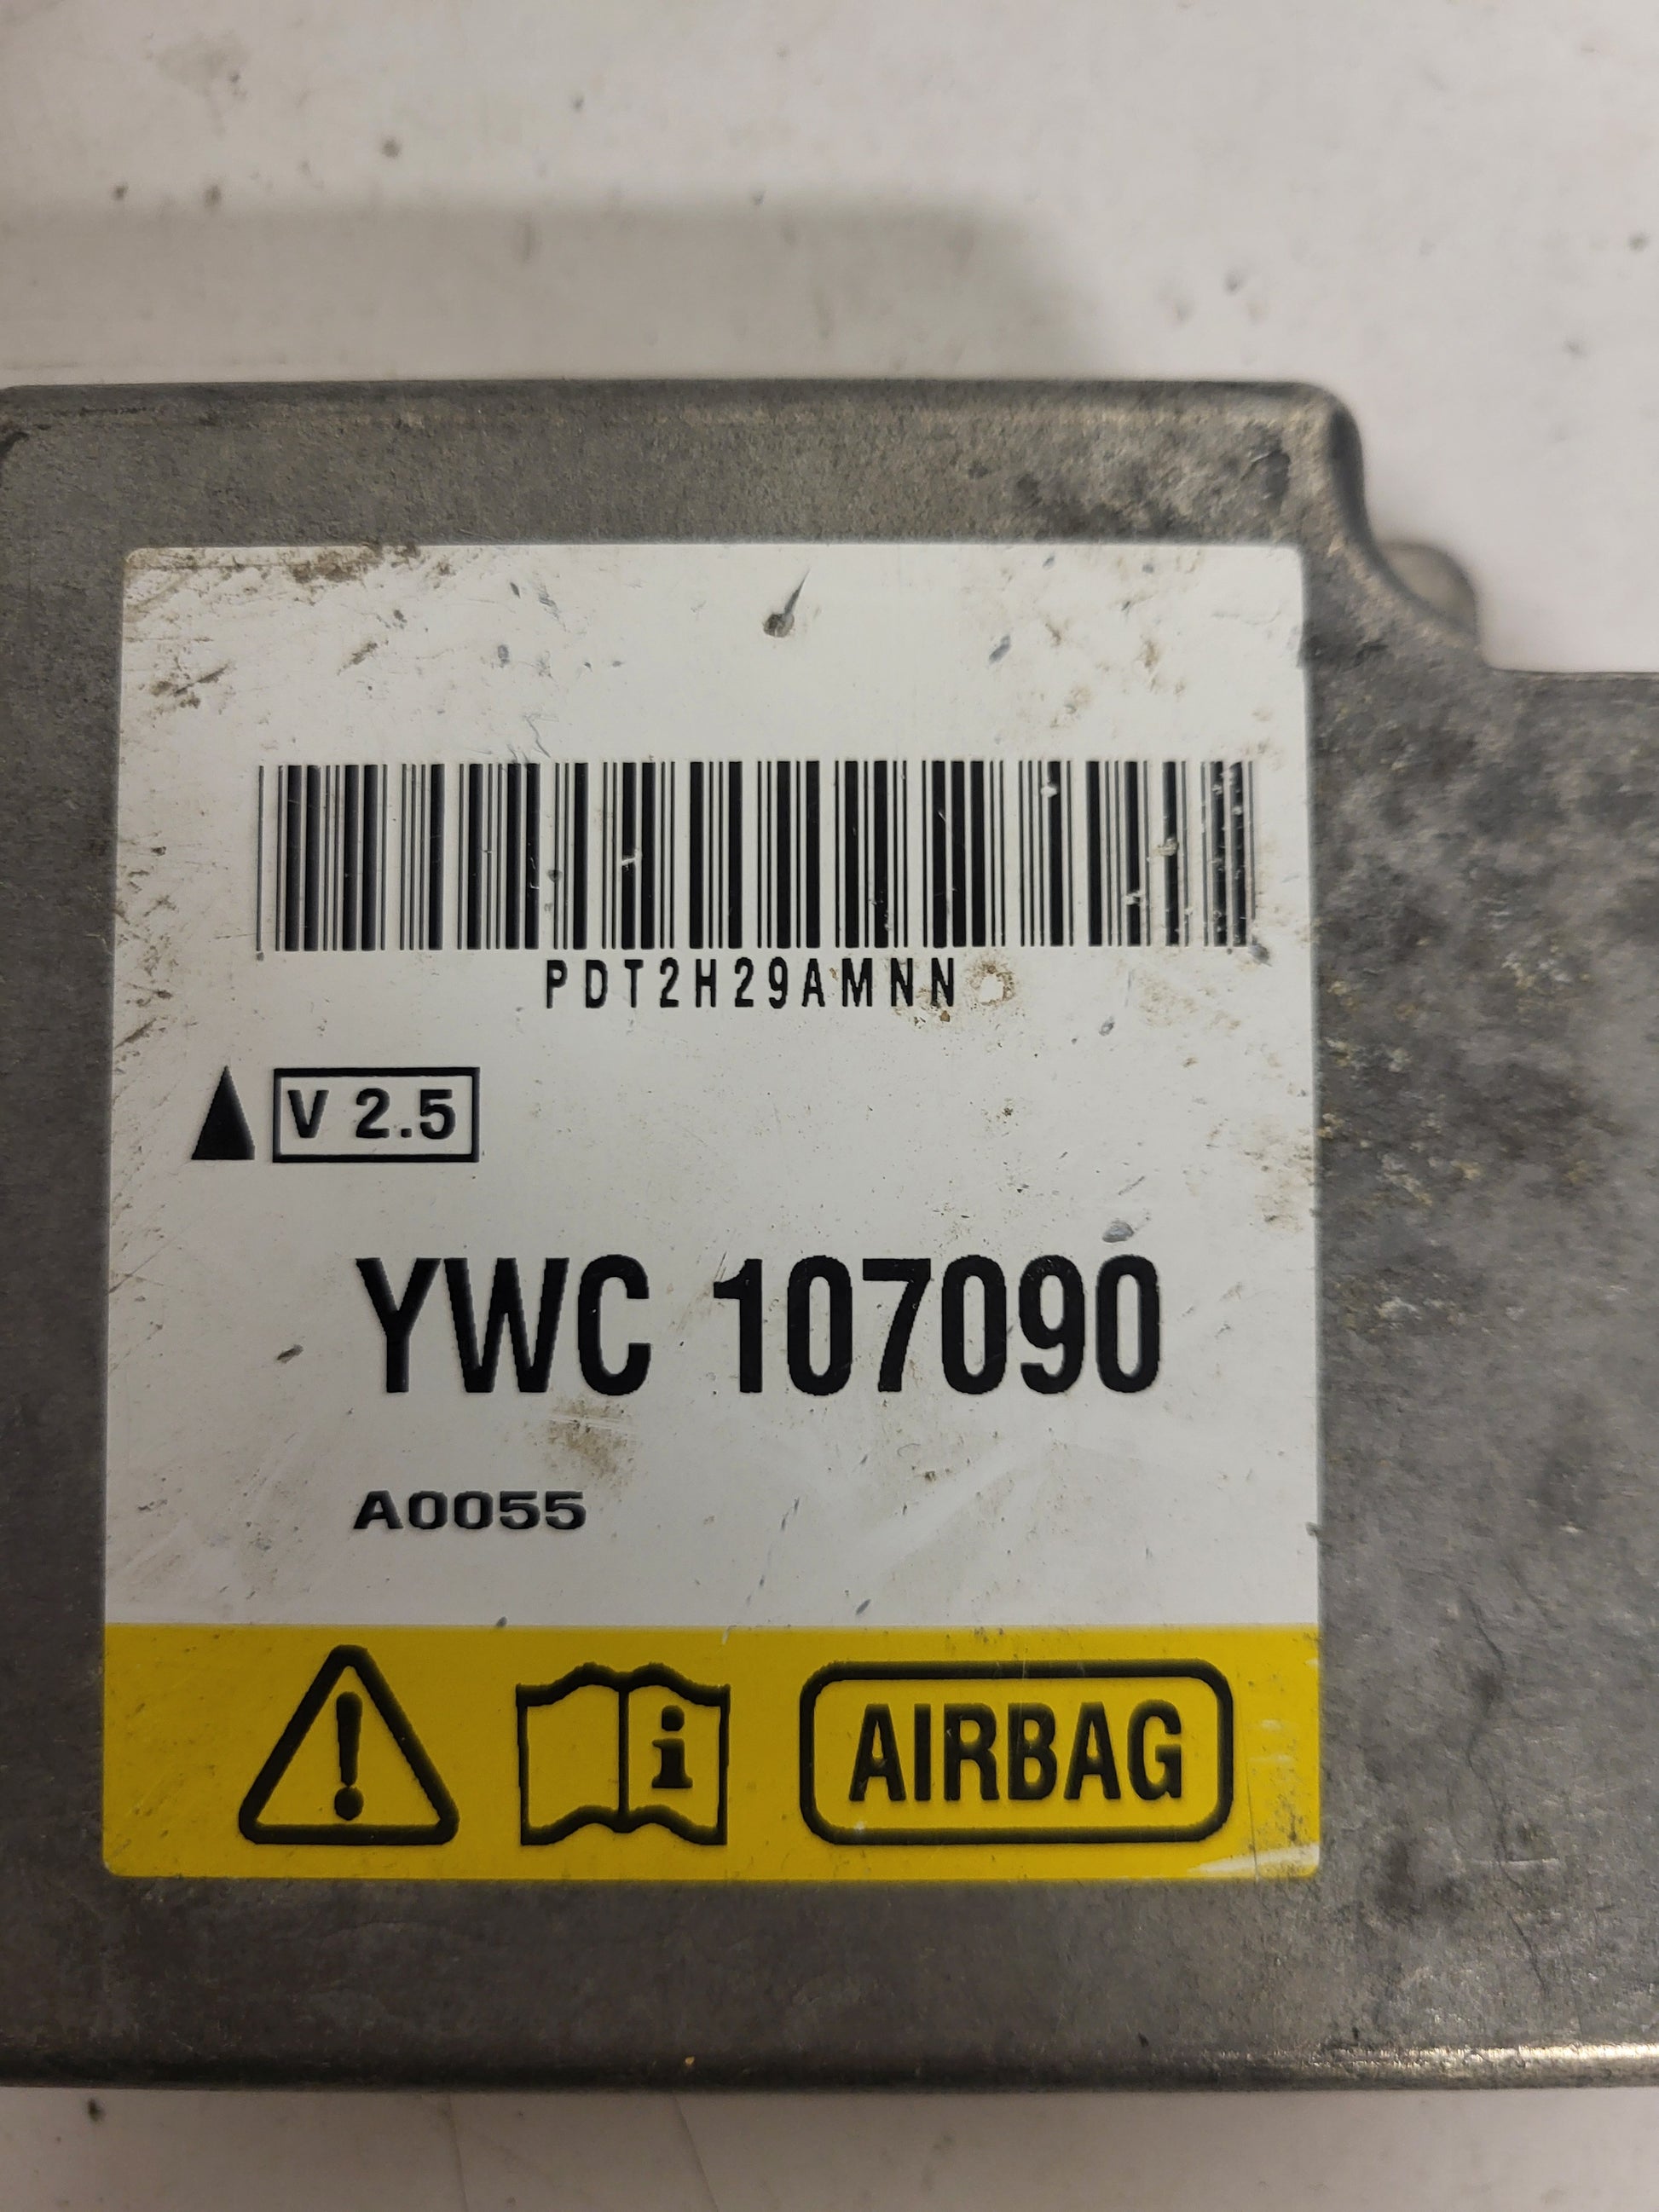 PDT2H29AMNN
V 2.5
YWC 107090
A0055
! i AIRBAG